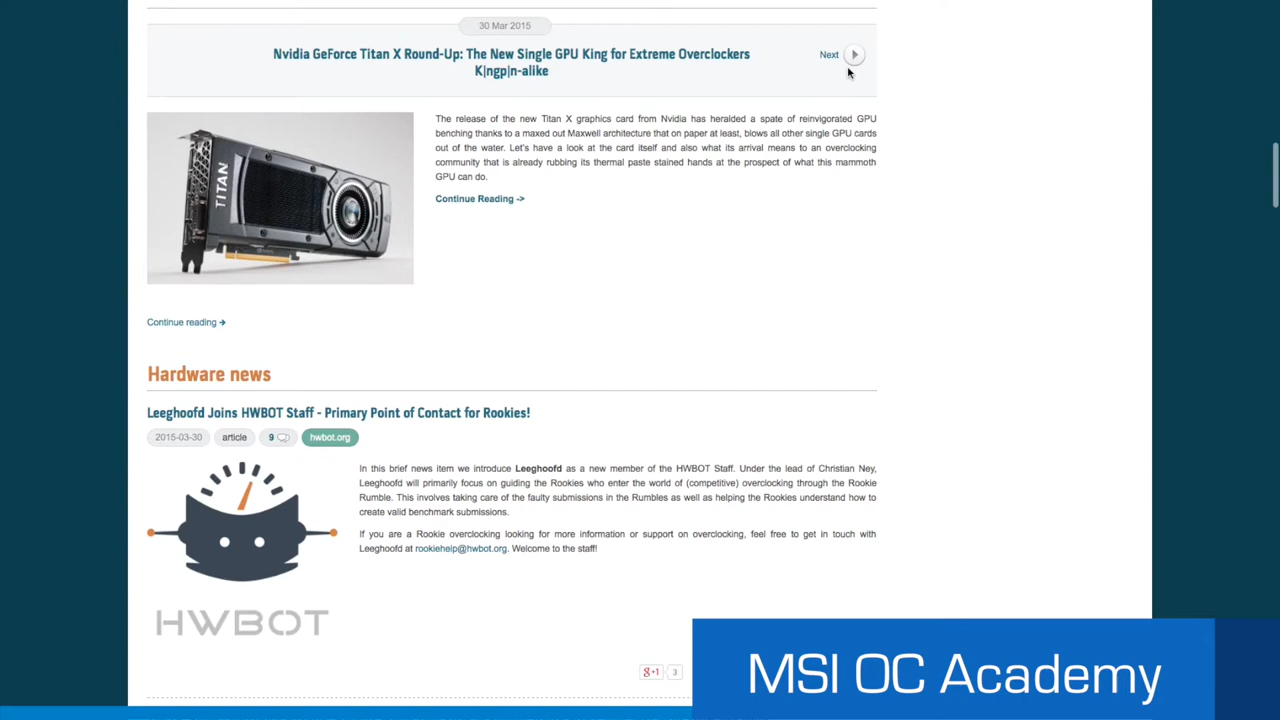 30 Mar 2015
Nvidia GeForce Titan X Round-Up: The New Single GPU King for Extreme Overclockers
K|ngp|n-alike
Next
The release of the new Titan X graphics card from Nvidia has heralded a spate of reinvigorated GPU
benching thanks to a maxed out Maxwell architecture that on paper at least, blows all other single GPU cards
out of the water. Let's have a look at the card itself and also what its arrival means to an overclocking
community that is already rubbing its thermal paste stained hands at the prospect of what this mammoth
GPU can do.
Continue Reading ->
TITAN
Continue reading →
Hardware news
Leeghoofd Joins HWBOT Staff - Primary Point of Contact for Rookies!
2015-03-30 article 9 hwbot.org
In this brief news item we introduce Leeghoofd as a new member of the HWBOT Staff. Under the lead of Christian Ney,
Leeghoofd will primarily focus on guiding the Rookies who enter the world of (competitive) overclocking through the Rookie
Rumble. This involves taking care of the faulty submissions in the Rumbles as well as helping the Rookies understand how to
create valid benchmark submissions.
If you are a Rookie overclocking looking for more information or support on overclocking, feel free to get in touch with
Leeghoofd at rookiehelp@hwbot.org. Welcome to the staff!
HWBOT
g+1 3
MSI OC Academy